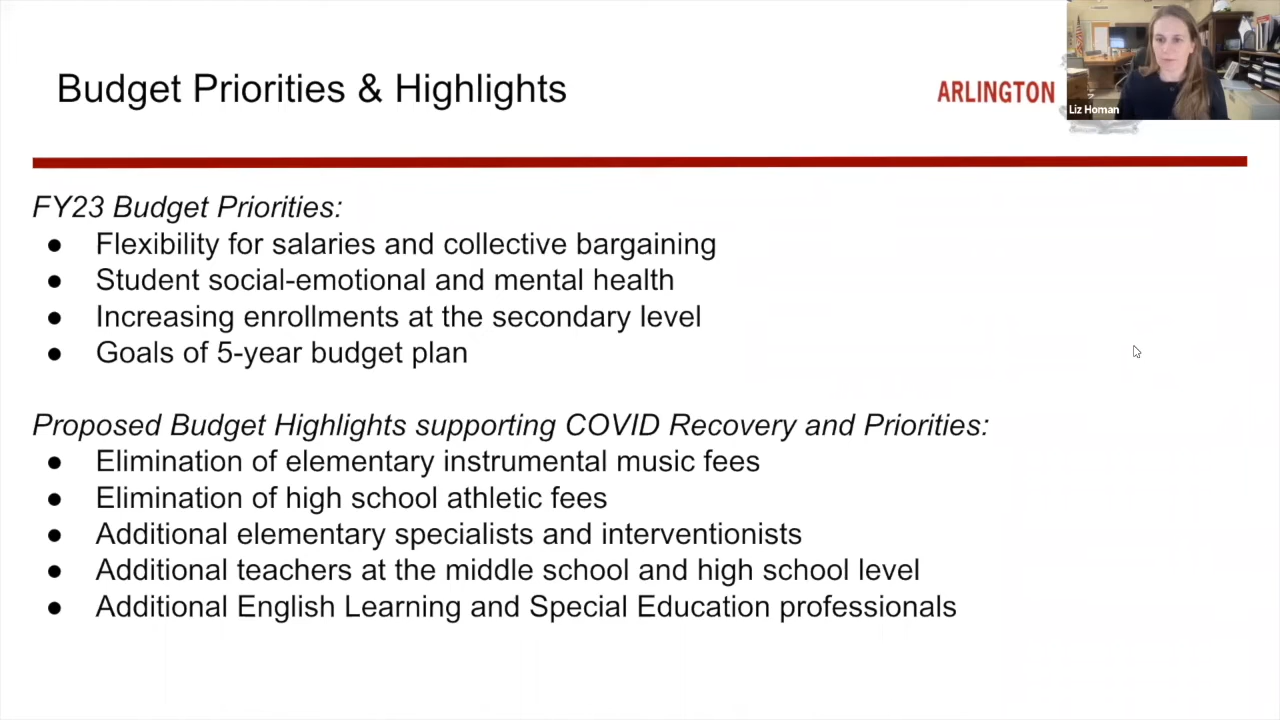 Budget Priorities & Highlights
ARLINGTON
Liz Homan
FY23 Budget Priorities:
● Flexibility for salaries and collective bargaining
● Student social-emotional and mental health
● Increasing enrollments at the secondary level
● Goals of 5-year budget plan
Proposed Budget Highlights supporting COVID Recovery and Priorities:
● Elimination of elementary instrumental music fees
● Elimination of high school athletic fees
● Additional elementary specialists and interventionists
● Additional teachers at the middle school and high school level
● Additional English Learning and Special Education professionals